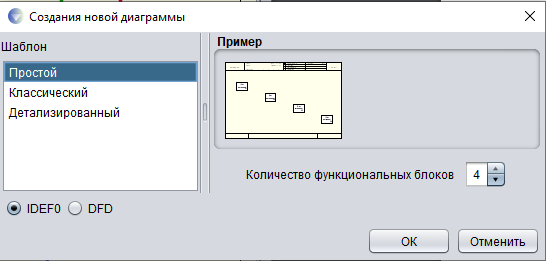 Создания новой диаграммы
Шаблон
Простой
Классический
Детализированный
IDEF0
DFD
Пример
Количество функциональных блоков 4
OK
Отменить